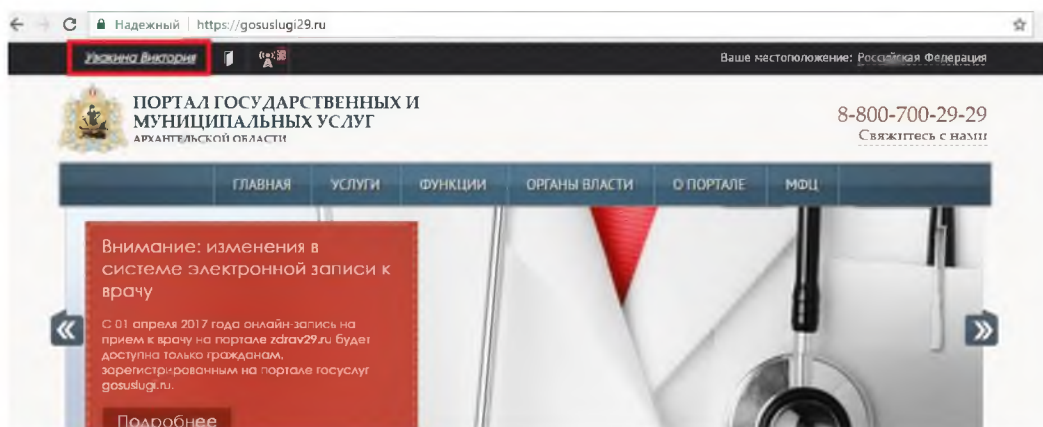 Надежный https://gosuslugi29.ru
Увакина Виктория
Ваше местоположение: Российская Федерация
ПОРТАЛ ГОСУДАРСТВЕННЫХ И
МУНИЦИПАЛЬНЫХ УСЛУГ
АРХАНГЕЛЬСКОЙ ОБЛАСТИ
8-800-700-29-29
Свяжитесь с нами
ГЛАВНАЯ УСЛУГИ ФУНКЦИИ ОРГАНЫ ВЛАСТИ О ПОРТАЛЕ МФЦ
Внимание: изменения в
системе электронной записи к
врачу
С 01 апреля 2017 года онлайн-запись на
прием к врачу на портале zdrav29.ru будет
доступна только гражданам,
зарегистрированным на портале госуслуг
gosuslugi.ru.
Подробнее